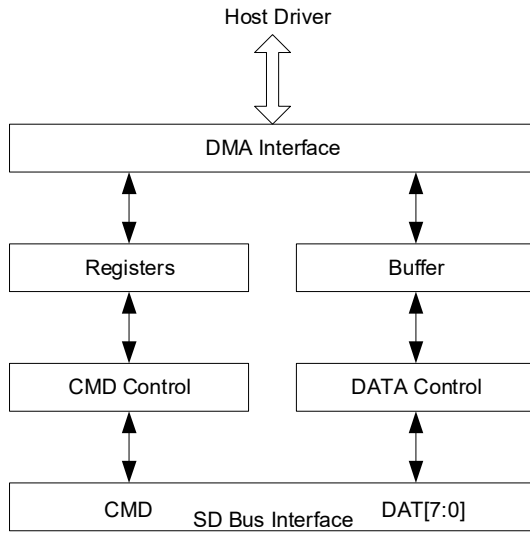 Host Driver
DMA Interface
Registers
Buffer
CMD Control
DATA Control
CMD
DAT[7:0]
SD Bus Interface